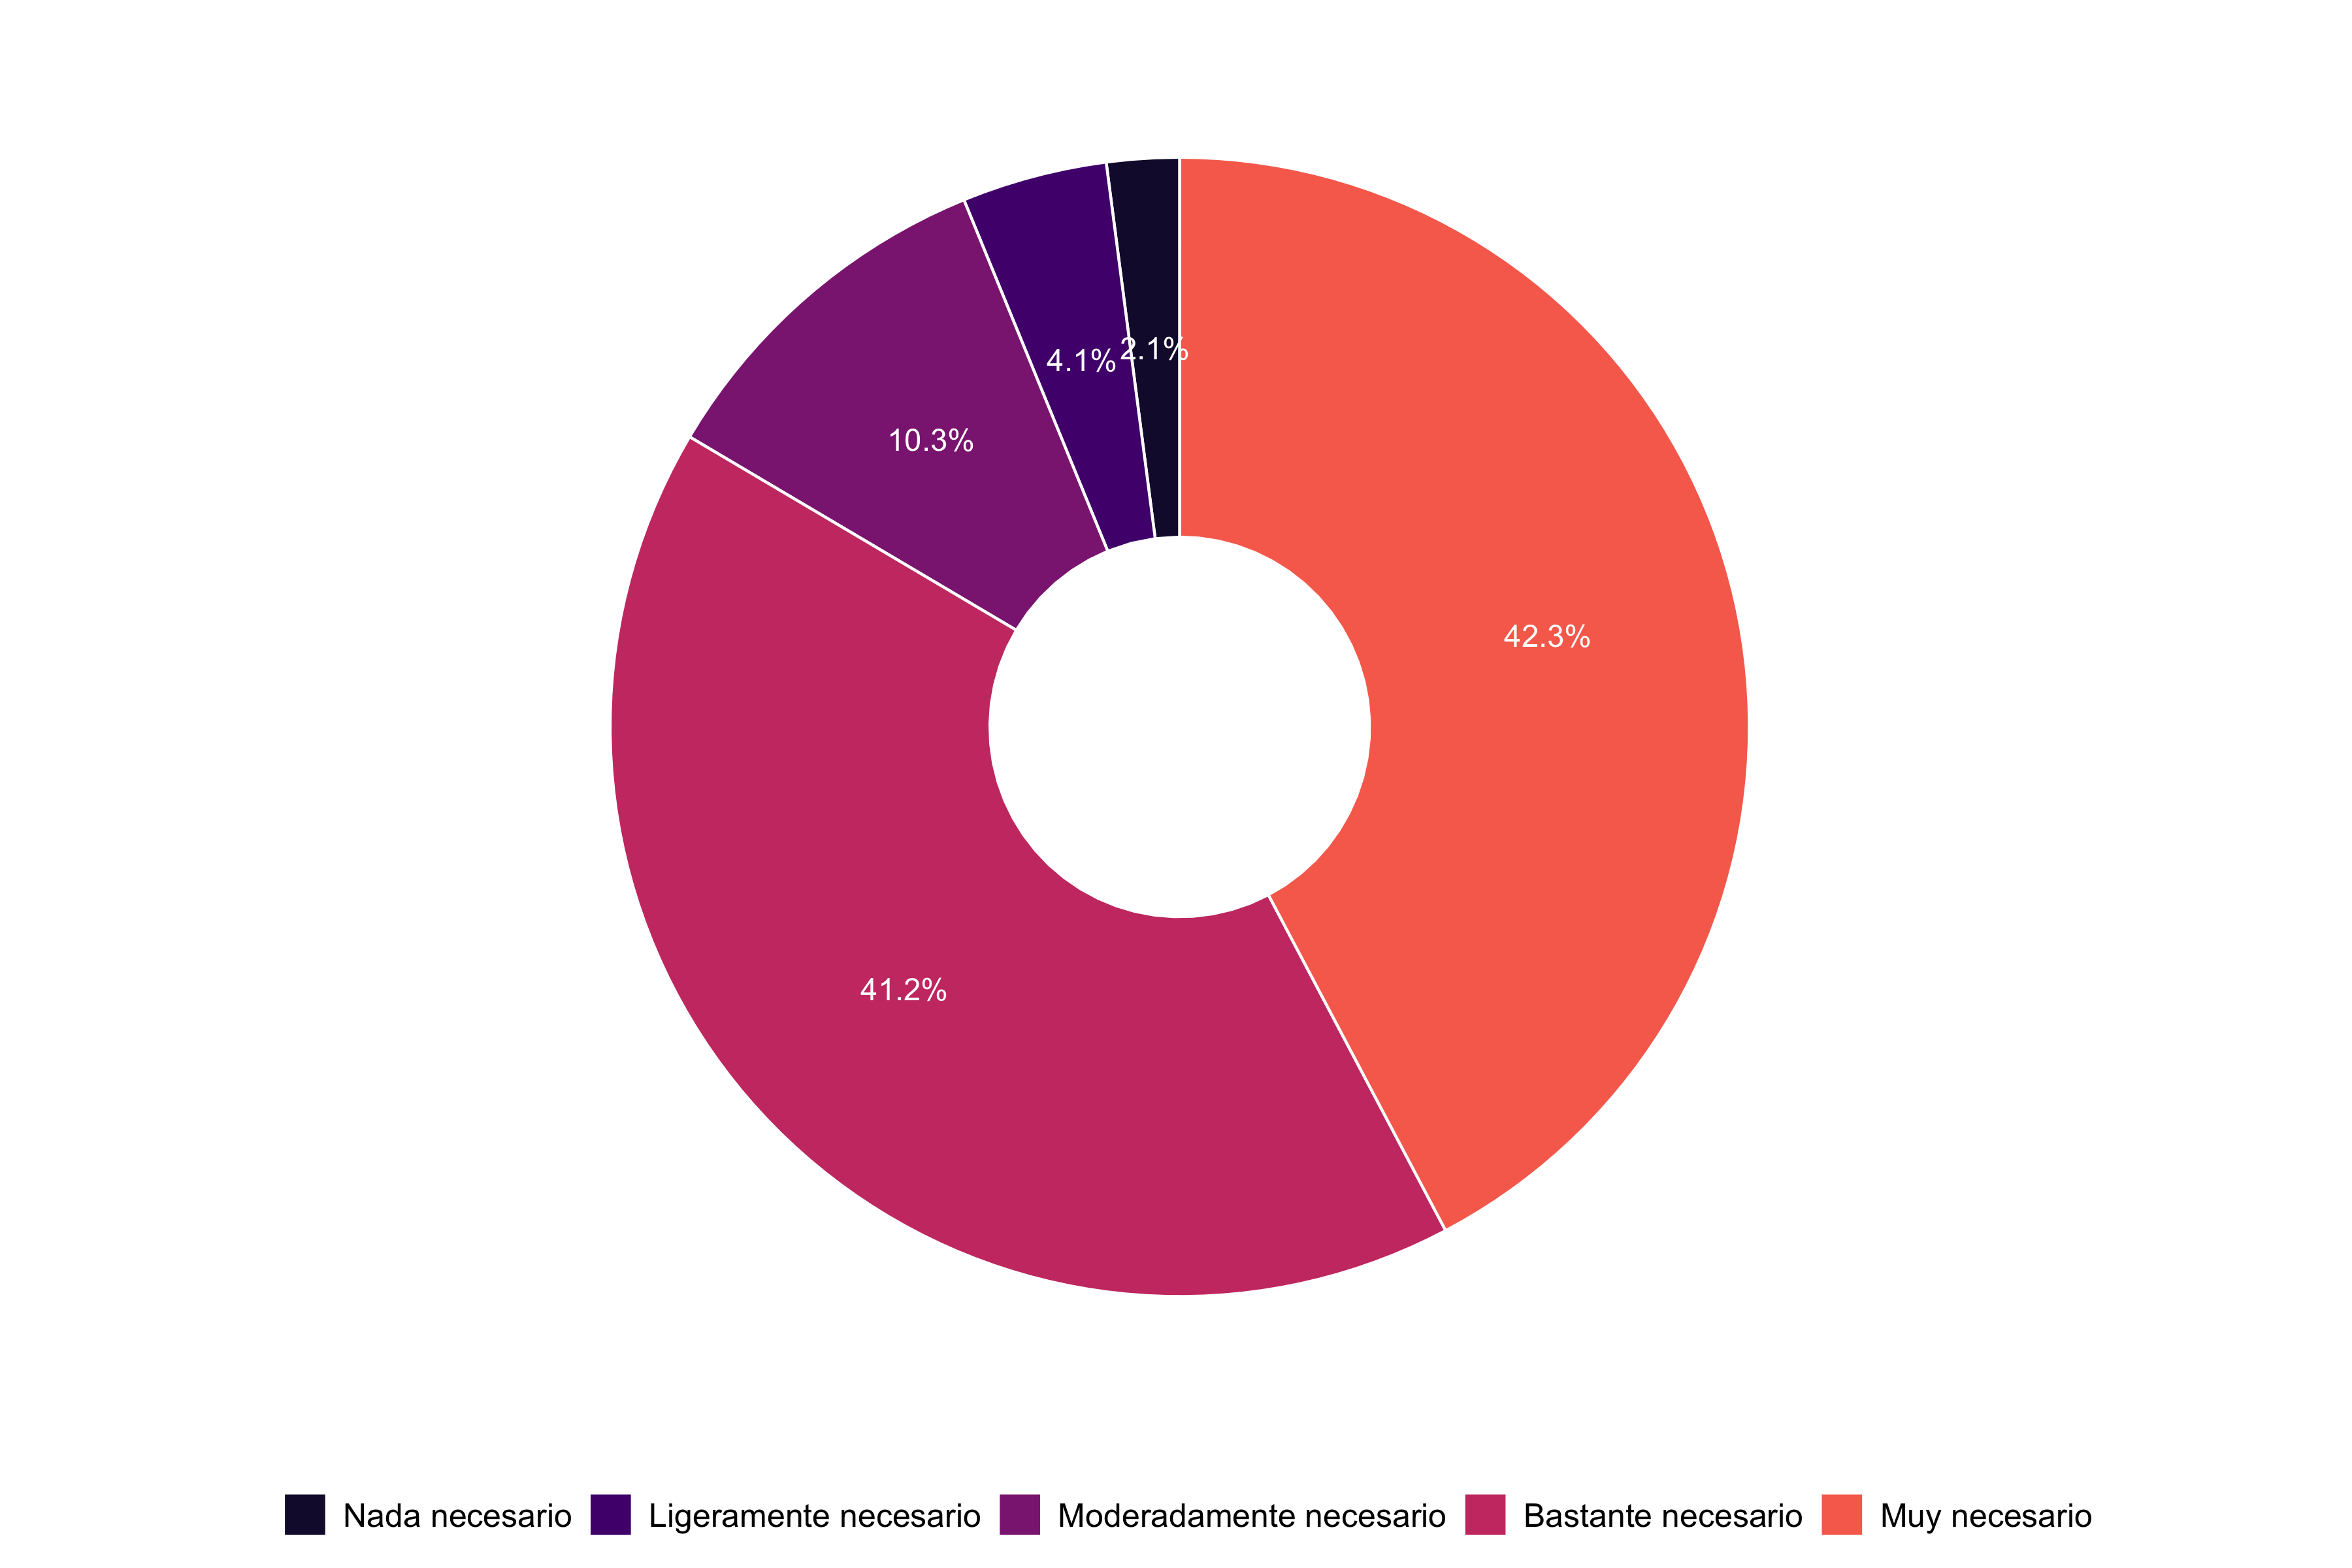 2.1%
4.1%
10.3%
42.3%
41.2%
Nada necesario
Ligeramente necesario
Moderadamente necesario
Bastante necesario
Muy necesario